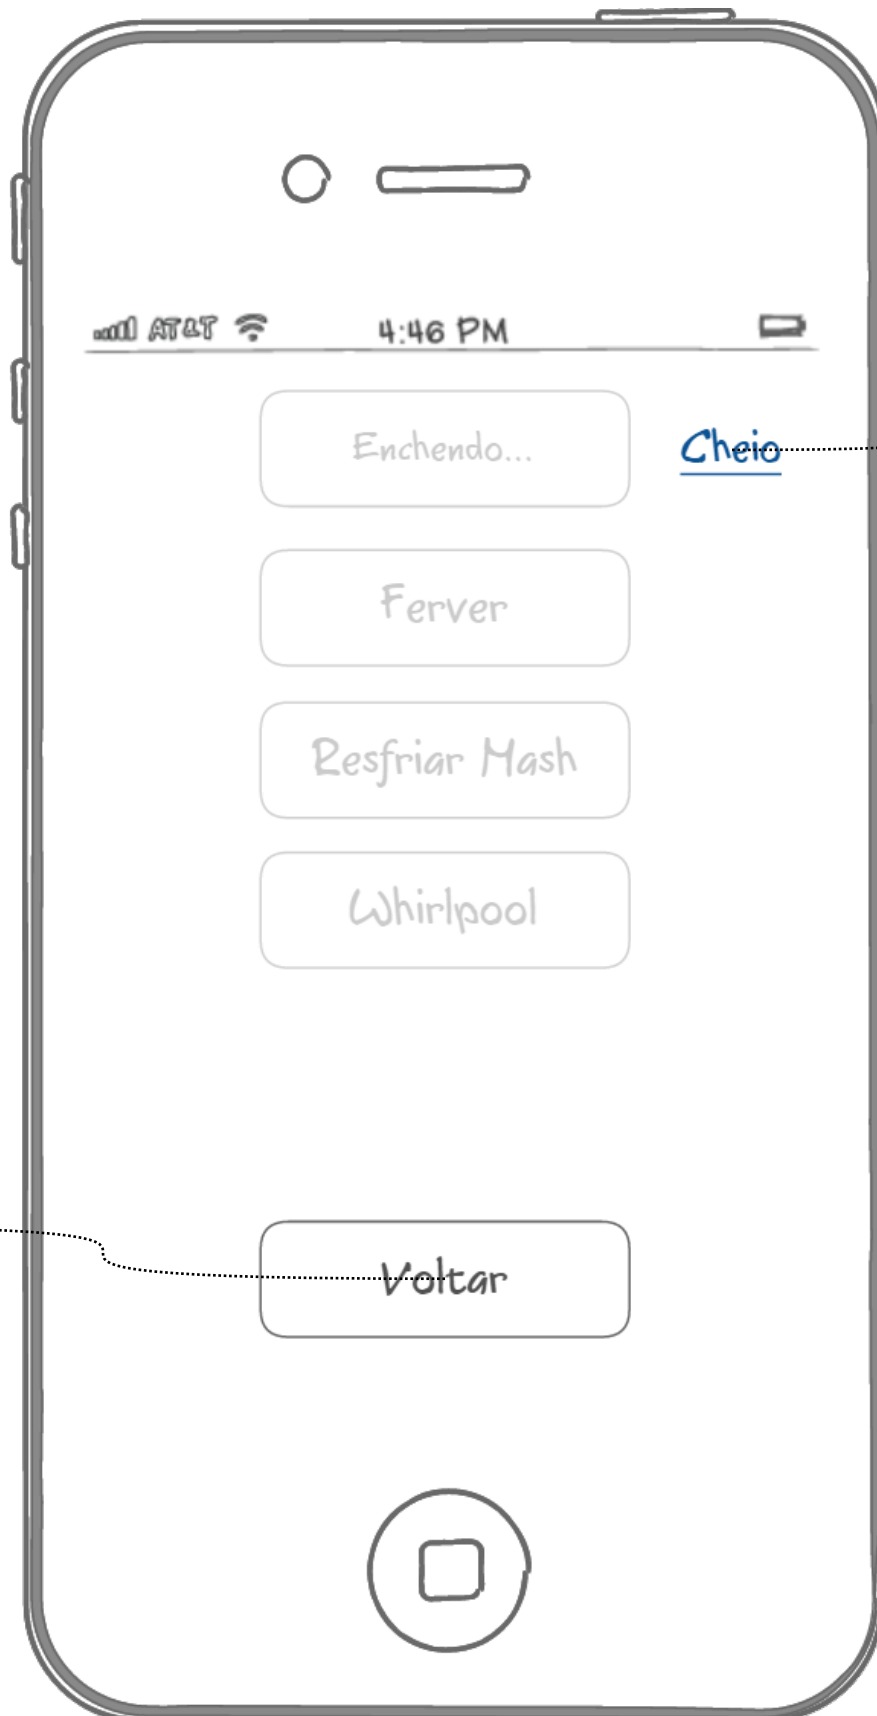 AT&T 4:46 PM
Enchendo... Cheio
Ferver
Resfriar Mash
Whirlpool
Voltar